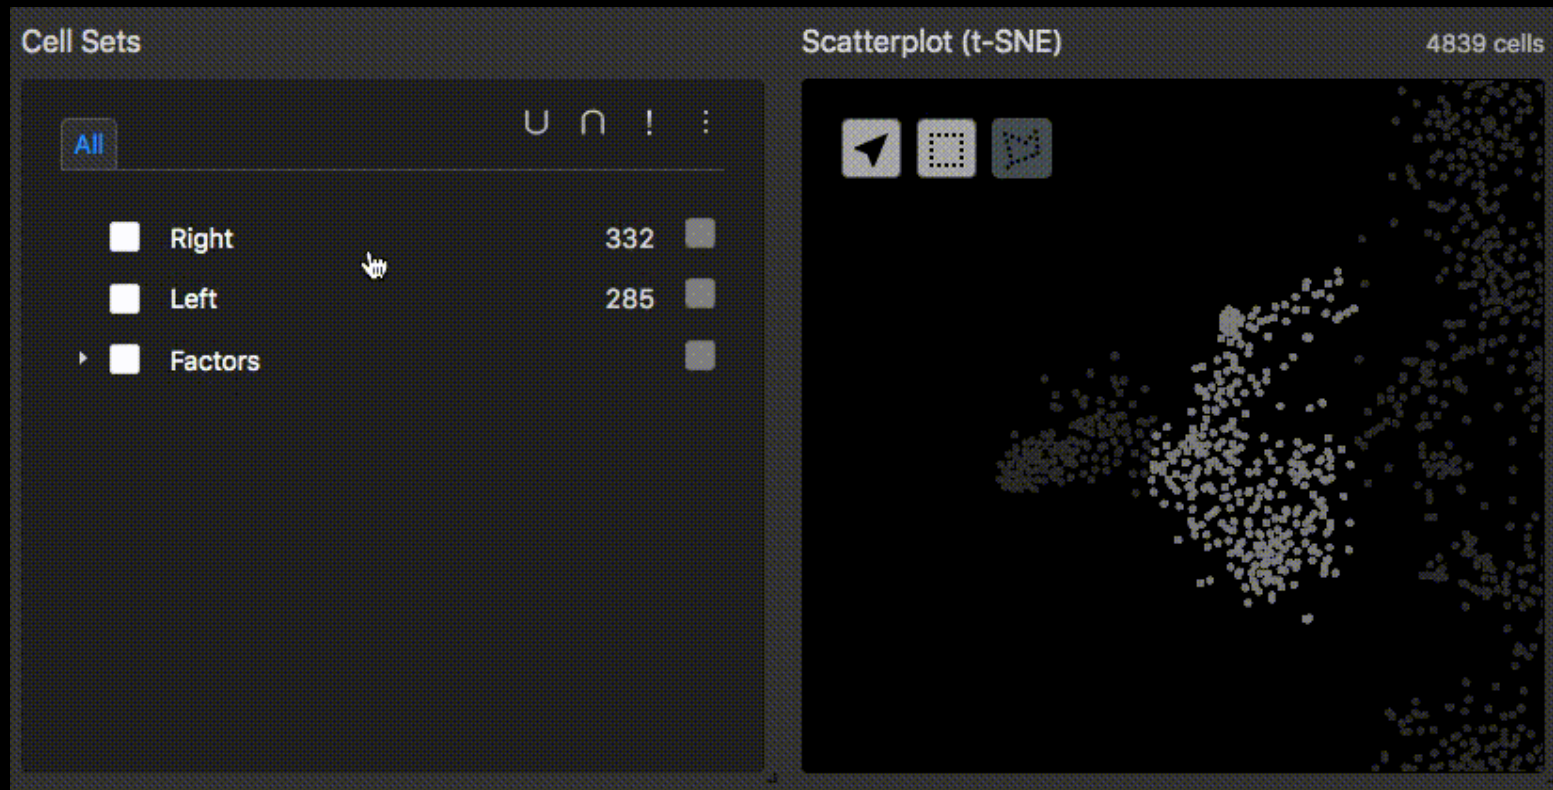 Cell Sets
Scatterplot (t-SNE)
4839 cells
All
∪ ∩ ! ⋮
Right 332
Left 285
Factors